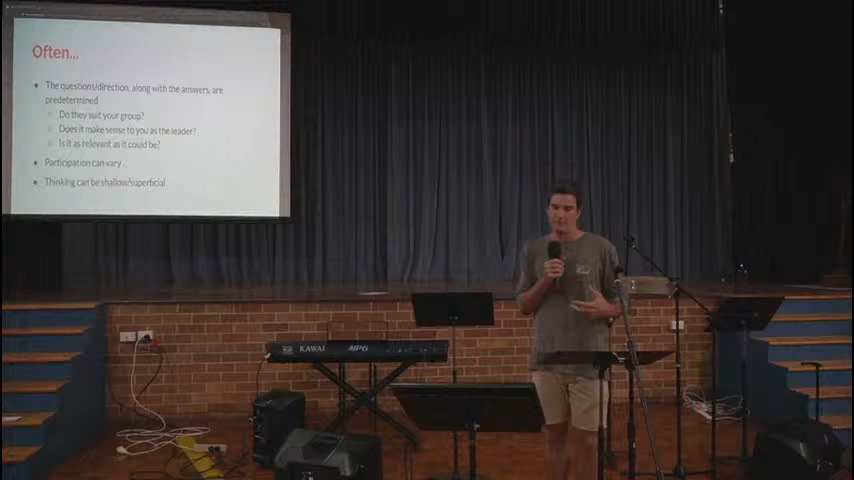 Often...
● The questions/direction, along with the answers, are
predetermined
○ Do they suit your group?
○ Does it make sense to you as the leader?
○ Is it as relevant as it could be?
● Participation can vary
● Thinking can be shallow/superficial
KAWAI MP6